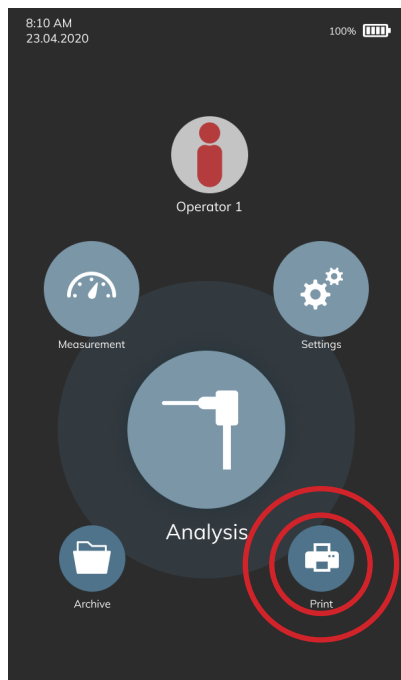 8:10 AM
23.04.2020
100%
Operator 1
Measurement
Settings
Analysis
Archive
Print